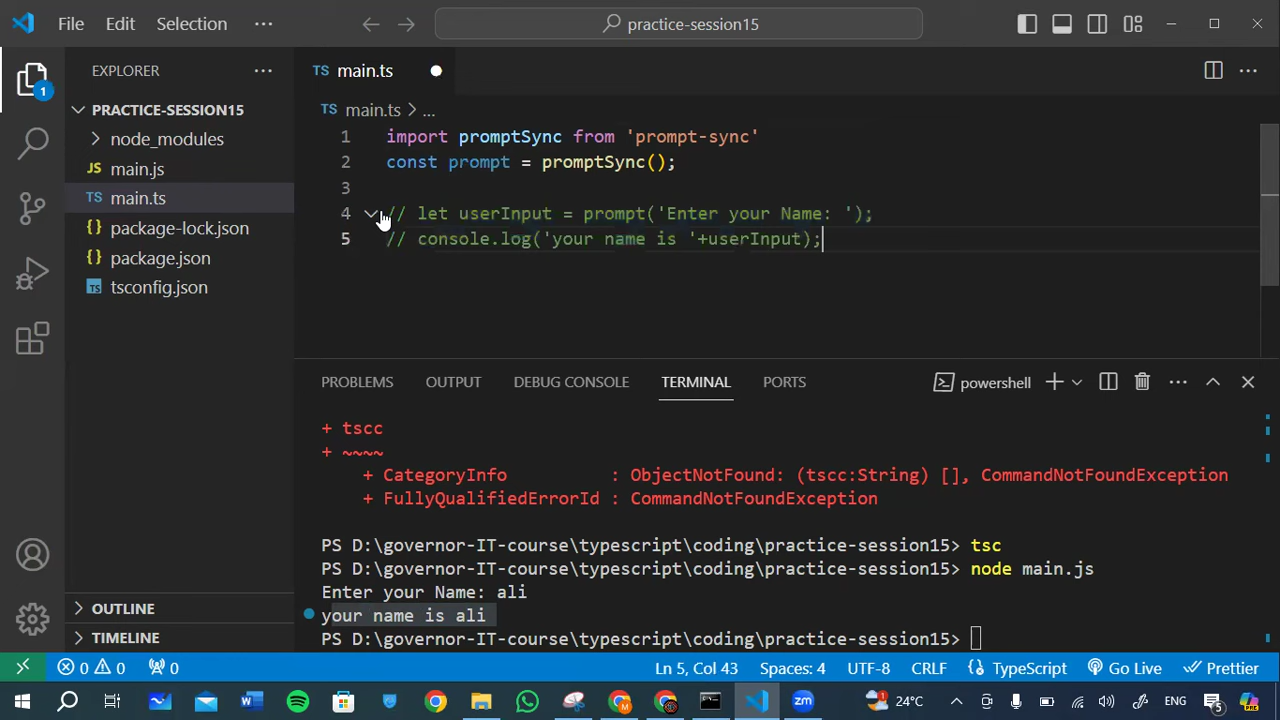 File Edit Selection ···
practice-session15
EXPLORER ···
PRACTICE-SESSION15
node_modules
JS main.js
TS main.ts
{} package-lock.json
{} package.json
TS tsconfig.json
OUTLINE
TIMELINE
1
TS main.ts
TS main.ts > ...
1 import promptSync from 'prompt-sync'
2 const prompt = promptSync();
3
4 // let userInput = prompt('Enter your Name: ');
5 // console.log('your name is '+userInput);
PROBLEMS OUTPUT DEBUG CONSOLE TERMINAL PORTS
powershell
+ tscc
+ ~~~~
+ CategoryInfo : ObjectNotFound: (tscc:String) [], CommandNotFoundException
+ FullyQualifiedErrorId : CommandNotFoundException
PS D:\governor-IT-course\typescript\coding\practice-session15> tsc
PS D:\governor-IT-course\typescript\coding\practice-session15> node main.js
Enter your Name: ali
your name is ali
PS D:\governor-IT-course\typescript\coding\practice-session15>
0 0 0 Ln 5, Col 43 Spaces: 4 UTF-8 CRLF {} TypeScript Go Live Prettier
24°C ENG 5